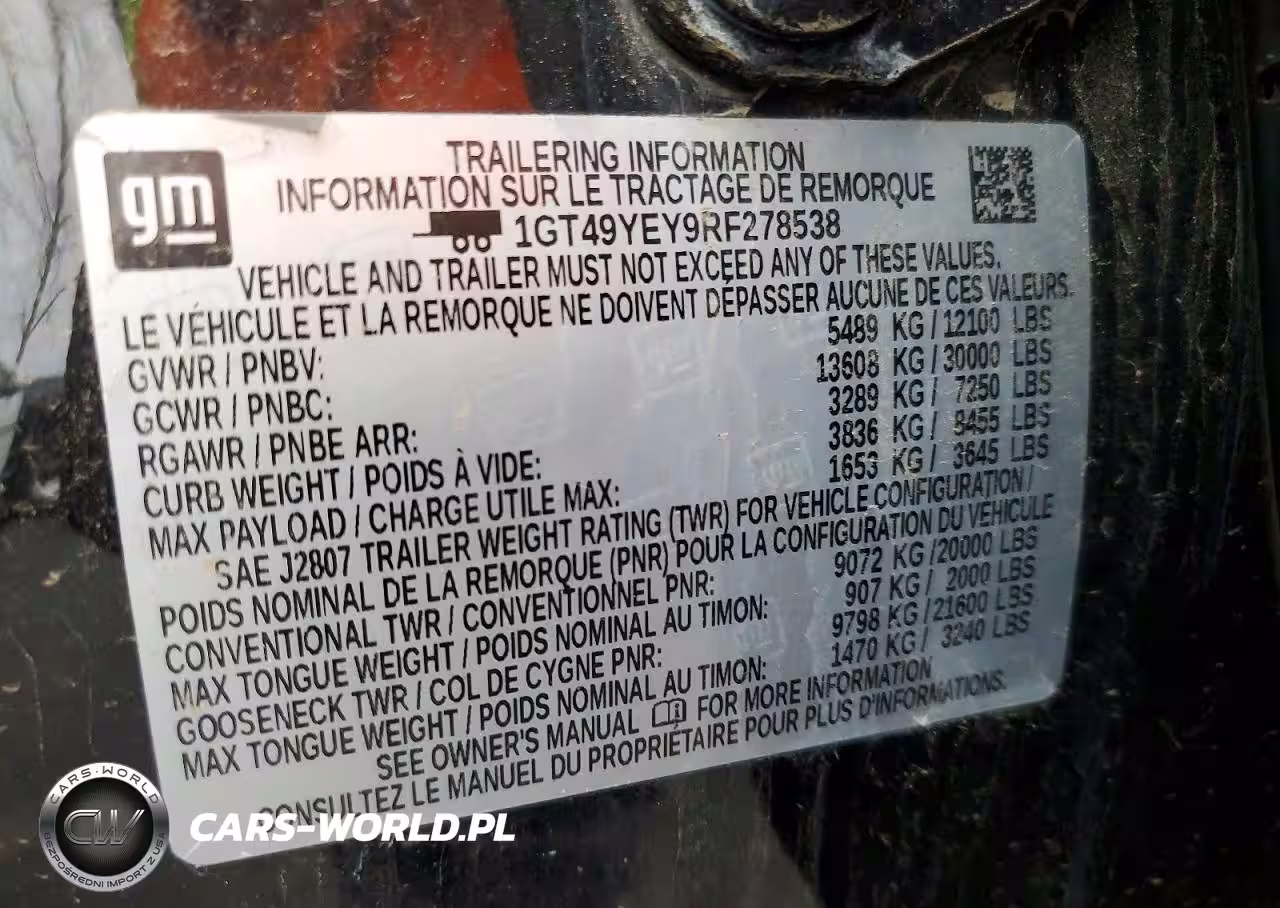 gm
TRAILERING INFORMATION
INFORMATION SUR LE TRACTAGE DE REMORQUE
1GT49YEY9RF278538
VEHICLE AND TRAILER MUST NOT EXCEED ANY OF THESE VALUES.
LE VÉHICULE ET LA REMORQUE NE DOIVENT DÉPASSER AUCUNE DE CES VALEURS.
GVWR / PNBV: 5489 KG / 12100 LBS
GCWR / PNBC: 13608 KG / 30000 LBS
RGAWR / PNBE ARR: 3289 KG / 7250 LBS
CURB WEIGHT / POIDS À VIDE: 3836 KG / 8455 LBS
MAX PAYLOAD / CHARGE UTILE MAX: 1653 KG / 3645 LBS
SAE J2807 TRAILER WEIGHT RATING (TWR) FOR VEHICLE CONFIGURATION /
POIDS NOMINAL DE LA REMORQUE (PNR) POUR LA CONFIGURATION DU VÉHICULE
CONVENTIONAL TWR / CONVENTIONNEL PNR: 9072 KG / 20000 LBS
MAX TONGUE WEIGHT / POIDS NOMINAL AU TIMON: 907 KG / 2000 LBS
GOOSENECK TWR / COL DE CYGNE PNR: 9798 KG / 21600 LBS
MAX TONGUE WEIGHT / POIDS NOMINAL AU TIMON: 1470 KG / 3240 LBS
SEE OWNER'S MANUAL FOR MORE INFORMATION
CONSULTEZ LE MANUEL DU PROPRIÉTAIRE POUR PLUS D'INFORMATIONS.
CARS-WORLD
CW
BEZPOŚREDNI IMPORT Z USA
CARS-WORLD.PL